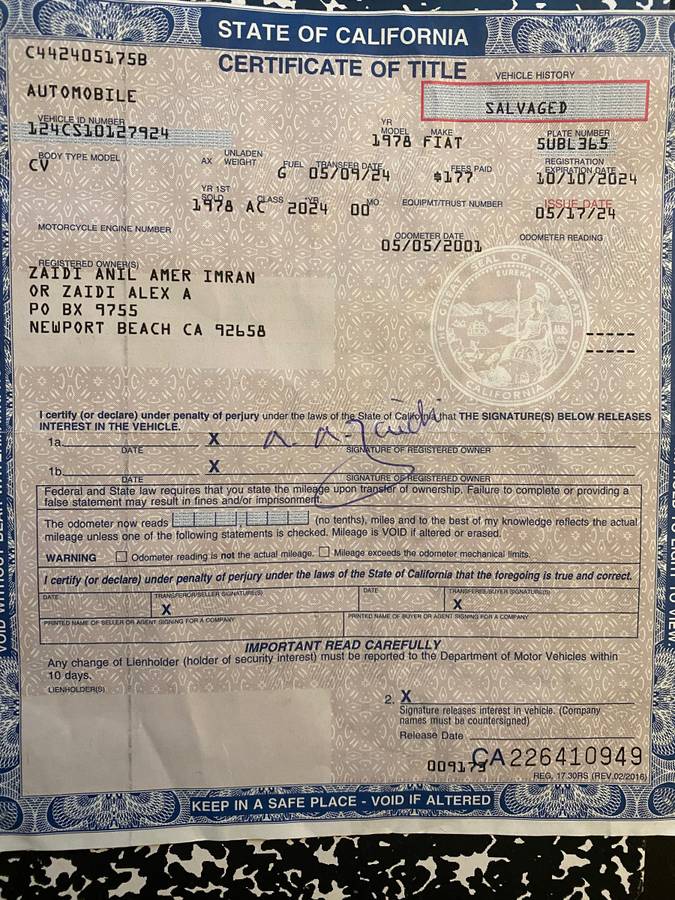 STATE OF CALIFORNIA
CERTIFICATE OF TITLE
C442405175B
AUTOMOBILE
VEHICLE HISTORY
SALVAGED
VEHICLE ID NUMBER
124CS10127924
YR MODEL
1978
MAKE
FIAT
PLATE NUMBER
5UBL365
BODY TYPE MODEL
CV
AX
UNLADEN WEIGHT
FUEL
G
TRANSFER DATE
05/09/24
FEES PAID
$177
REGISTRATION EXPIRATION DATE
10/10/2024
YR 1ST SOLD
1978
CLASS
AC
YR
2024
MO
00
EQUIPMT/TRUST NUMBER
ISSUE DATE
05/17/24
MOTORCYCLE ENGINE NUMBER
ODOMETER DATE
05/05/2001
ODOMETER READING
REGISTERED OWNER(S)
ZAIDI ANIL AMER IMRAN
OR ZAIDI ALEX A
PO BX 9755
NEWPORT BEACH CA 92658
THE GREAT SEAL OF THE STATE OF CALIFORNIA
EUREKA
I certify (or declare) under penalty of perjury under the laws of the State of California that THE SIGNATURE(S) BELOW RELEASES
INTEREST IN THE VEHICLE.
1a. X
A. A. Zaidi
DATE SIGNATURE OF REGISTERED OWNER
1b. X
DATE SIGNATURE OF REGISTERED OWNER
Federal and State law requires that you state the mileage upon transfer of ownership. Failure to complete or providing a
false statement may result in fines and/or imprisonment.
The odometer now reads (no tenths), miles and to the best of my knowledge reflects the actual
mileage unless one of the following statements is checked. Mileage is VOID if altered or erased.
WARNING Odometer reading is not the actual mileage. Mileage exceeds the odometer mechanical limits.
I certify (or declare) under penalty of perjury under the laws of the State of California that the foregoing is true and correct.
DATE TRANSFEROR/SELLER SIGNATURE(S) DATE TRANSFEREE/BUYER SIGNATURE(S)
X X
PRINTED NAME OF SELLER OR AGENT SIGNING FOR A COMPANY PRINTED NAME OF BUYER OR AGENT SIGNING FOR A COMPANY
IMPORTANT READ CAREFULLY
Any change of Lienholder (holder of security interest) must be reported to the Department of Motor Vehicles within
10 days.
LIENHOLDER(S)
2. X
Signature releases interest in vehicle. (Company
names must be countersigned)
Release Date
CA226410949
REG. 17.30RS (REV.02/2016)
KEEP IN A SAFE PLACE - VOID IF ALTERED